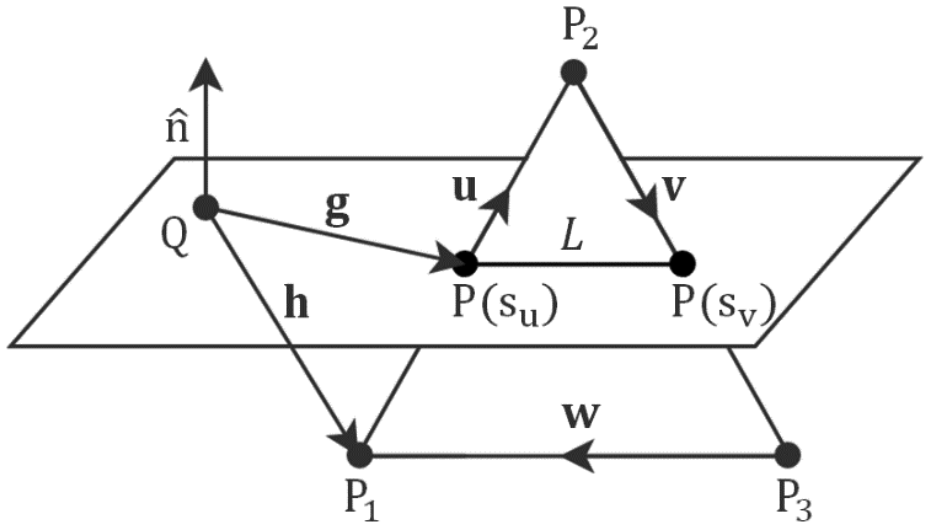 P₂
n̂
u
v
g
Q
L
h
P(sᵤ)
P(sᵥ)
w
P₁
P₃